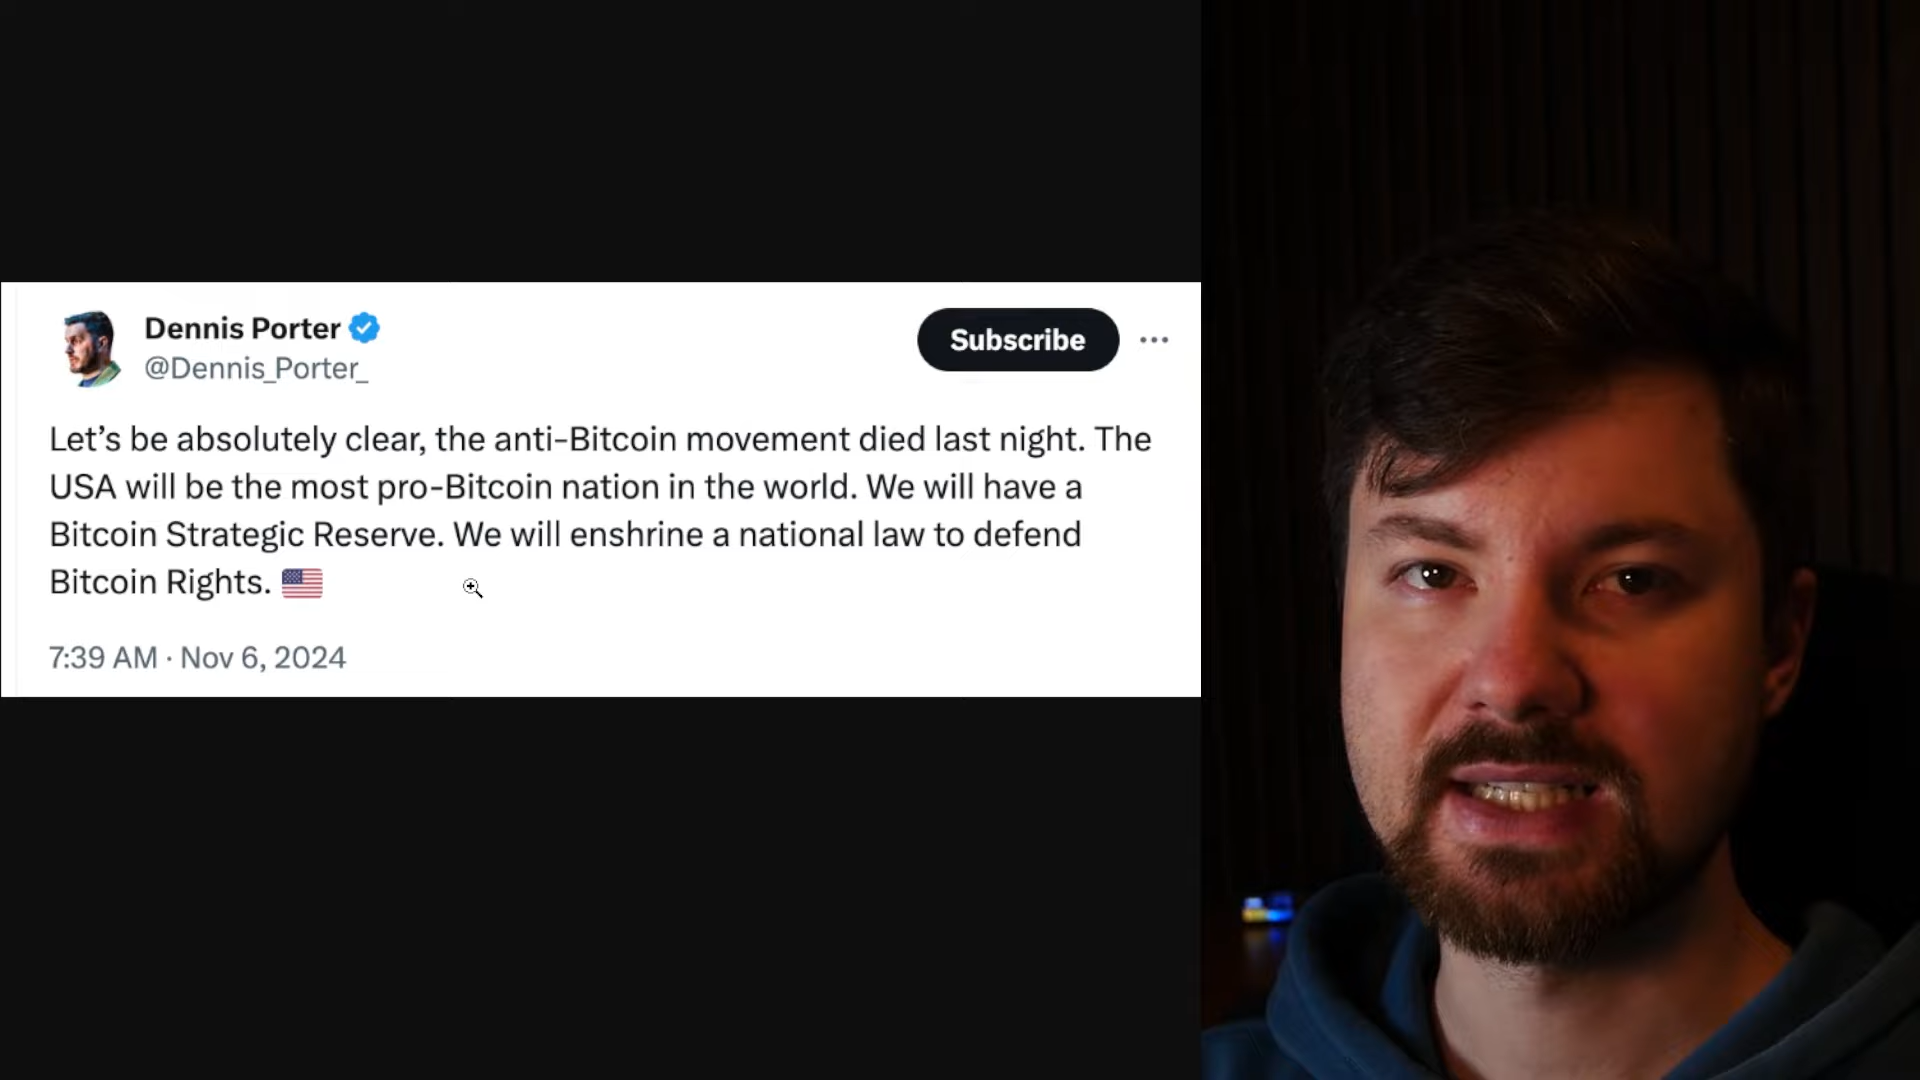 Dennis Porter
@Dennis_Porter_
Subscribe
Let’s be absolutely clear, the anti-Bitcoin movement died last night. The
USA will be the most pro-Bitcoin nation in the world. We will have a
Bitcoin Strategic Reserve. We will enshrine a national law to defend
Bitcoin Rights. 🇺🇸
7:39 AM · Nov 6, 2024